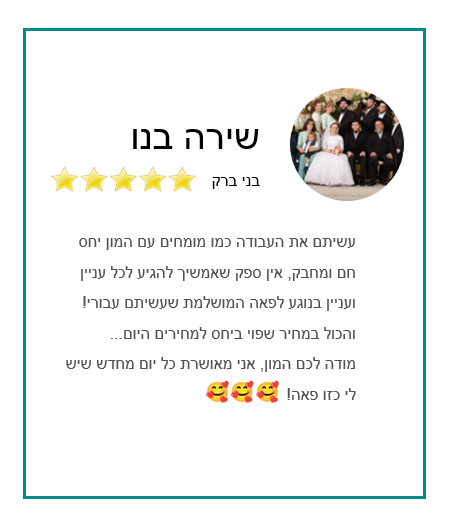 שירה בנו
בני ברק
עשיתם את העבודה כמו מומחים עם המון יחס
חם ומחבק, אין ספק שאמשיך להגיע לכל עניין
ועניין בנוגע לפאה המושלמת שעשיתם עבורי!
והכול במחיר שפוי ביחס למחירים היום...
מודה לכם המון, אני מאושרת כל יום מחדש שיש
לי כזו פאה! 🥰🥰🥰